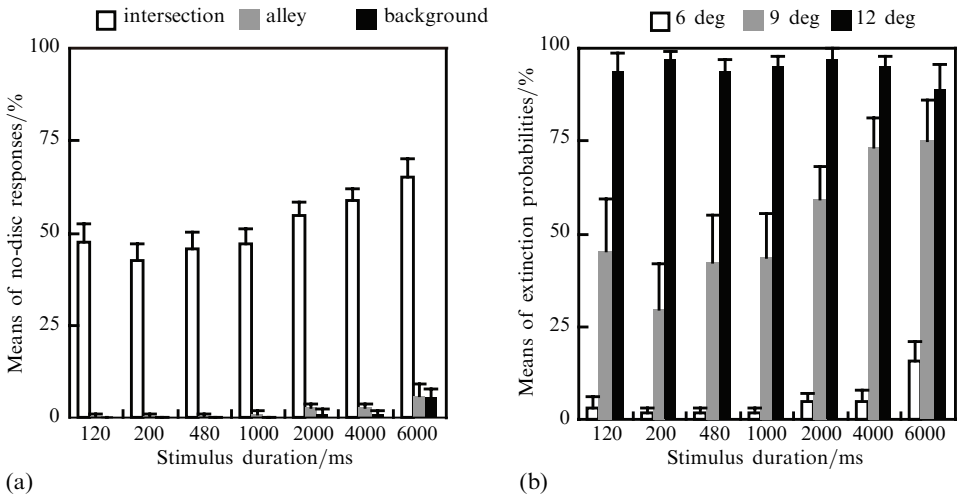 intersection alley background
100
75
50
25
0
Means of no-disc responses/%
120 200 480 1000 2000 4000 6000
Stimulus duration/ms
(a)
6 deg 9 deg 12 deg
100
75
50
25
0
Means of extinction probabilities/%
120 200 480 1000 2000 4000 6000
Stimulus duration/ms
(b)